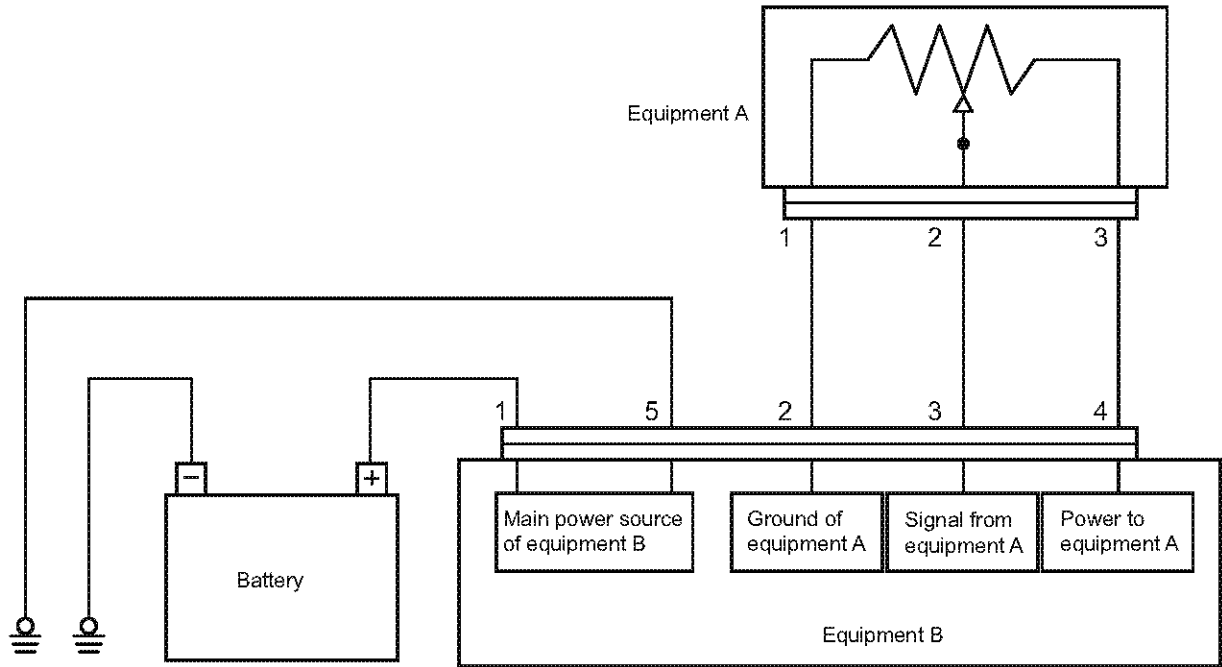 Equipment A
1 2 3
1 5 2 3 4
− +
Main power source
of equipment B
Ground of
equipment A
Signal from
equipment A
Power to
equipment A
Battery
Equipment B